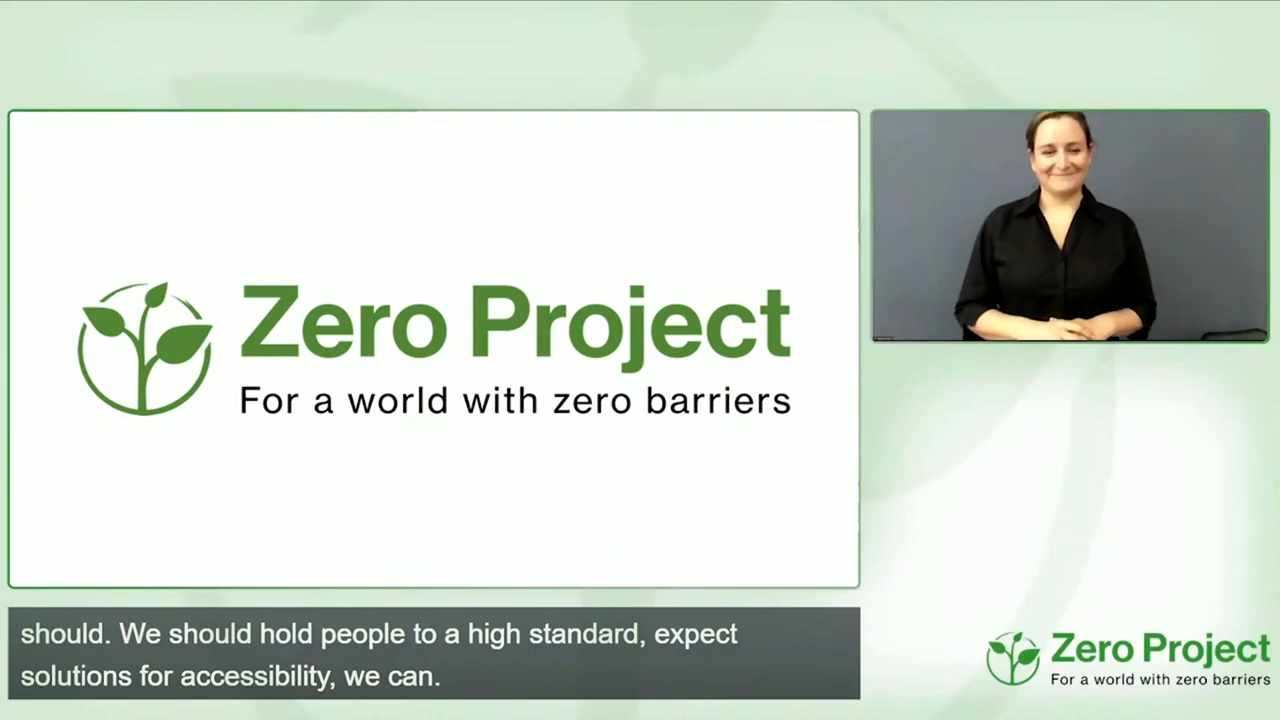 Zero Project
For a world with zero barriers
should. We should hold people to a high standard, expect
solutions for accessibility, we can.
Zero Project
For a world with zero barriers